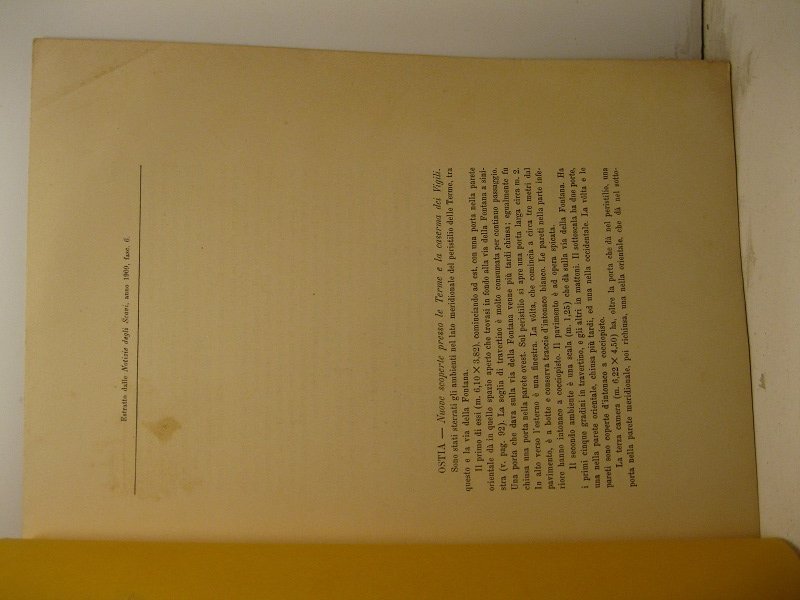 Estratto dalle Notizie degli Scavi, anno 1909, fasc. 6.
OSTIA — Nuove scoperte presso le Terme e la caserma dei Vigili.
Sono stati sterrati gli ambienti nel lato meridionale del peristilio delle Terme, tra
questo e la via della Fontana.
Il primo di essi (m. 6,10 × 3,82), cominciando ad est, con una porta nella parete
orientale dà in quello spazio aperto che trovasi in fondo alla via della Fontana a sini-
stra (v. pag. 92). La soglia di travertino è molto consumata per continuo passaggio.
Una porta che dava sulla via della Fontana venne più tardi chiusa; egualmente fu
chiusa una porta nella parete ovest. Sul peristilio si apre una porta larga circa m. 2.
In alto verso l'esterno è una finestra. La vôlta, che comincia a circa tre metri dal
pavimento, è a botte e conserva traccie d'intonaco bianco. Le pareti nella parte infe-
riore hanno intonaco a cocciopisto. Il pavimento è ad opera spicata.
Il secondo ambiente è una scala (m. 1,25) che dà sulla via della Fontana. Ha
i primi cinque gradini in travertino, e gli altri in mattoni. Il sottoscala ha due porte,
una nella parete orientale, chiusa più tardi, ed una nella occidentale. La vôlta e le
pareti sono coperte d'intonaco a cocciopisto.
La terza camera (m. 6,22 × 4,50) ha, oltre la porta che dà nel peristilio, una
porta nella parete meridionale, poi richiusa, una nella orientale, che dà nel sotto-